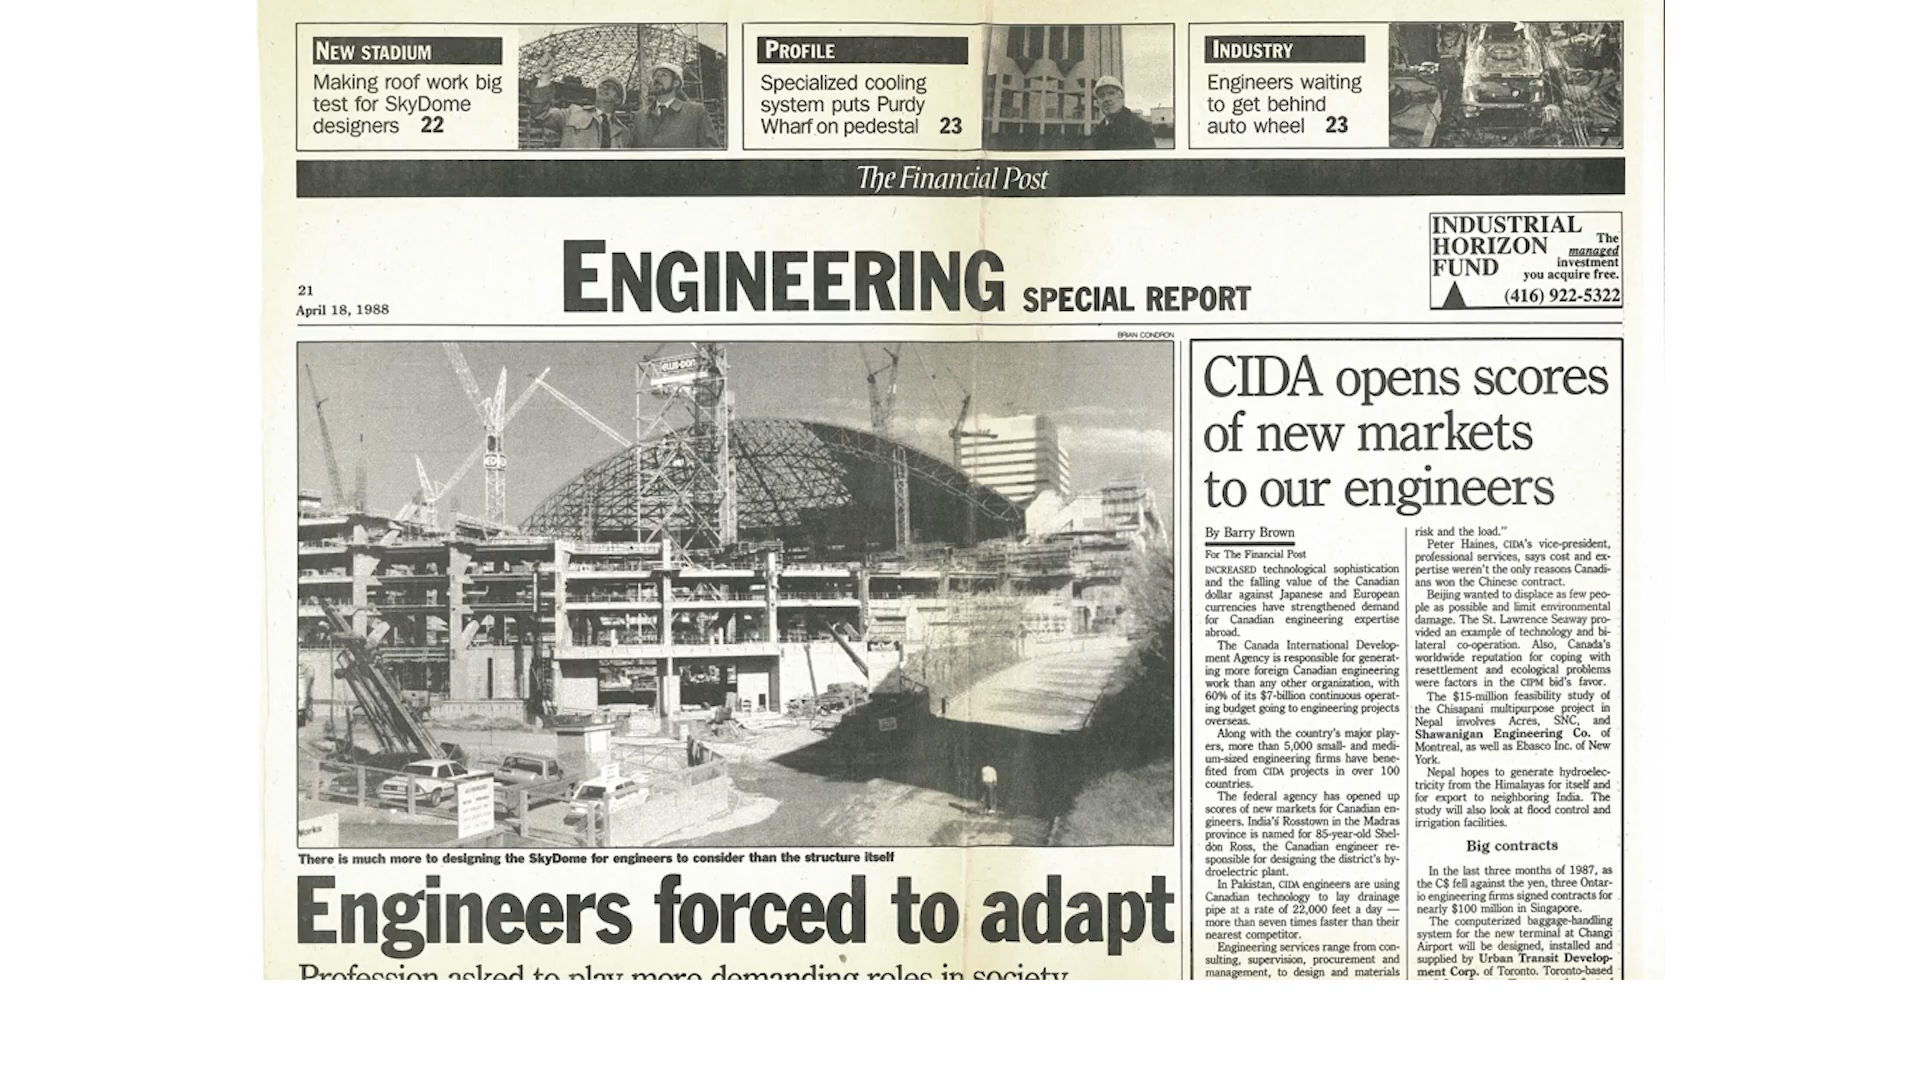 NEW STADIUM
Making roof work big
test for SkyDome
designers 22
PROFILE
Specialized cooling
system puts Purdy
Wharf on pedestal 23
INDUSTRY
Engineers waiting
to get behind
auto wheel 23
The Financial Post
21
April 18, 1988
ENGINEERING SPECIAL REPORT
INDUSTRIAL
HORIZON
FUND
The
managed
investment
you acquire free.
(416) 922-5322
BRIAN CONDRON
ELLIS-DON
Works
There is much more to designing the SkyDome for engineers to consider than the structure itself
Engineers forced to adapt
Profession asked to play more demanding roles in society
CIDA opens scores
of new markets
to our engineers
By Barry Brown
For The Financial Post
INCREASED technological sophistication
and the falling value of the Canadian
dollar against Japanese and European
currencies have strengthened demand
for Canadian engineering expertise
abroad.
The Canada International Develop-
ment Agency is responsible for generat-
ing more foreign Canadian engineering
work than any other organization, with
60% of its $7-billion continuous operat-
ing budget going to engineering projects
overseas.
Along with the country's major play-
ers, more than 5,000 small- and medi-
um-sized engineering firms have bene-
fited from CIDA projects in over 100
countries.
The federal agency has opened up
scores of new markets for Canadian en-
gineers. India's Rosstown in the Madras
province is named for 85-year-old Shel-
don Ross, the Canadian engineer re-
sponsible for designing the district's hy-
droelectric plant.
In Pakistan, CIDA engineers are using
Canadian technology to lay drainage
pipe at a rate of 22,000 feet a day —
more than seven times faster than their
nearest competitor.
Engineering services range from con-
sulting, supervision, procurement and
management, to design and materials
risk and the load."
Peter Haines, CIDA's vice-president,
professional services, says cost and ex-
pertise weren't the only reasons Canadi-
ans won the Chinese contract.
Beijing wanted to displace as few peo-
ple as possible and limit environmental
damage. The St. Lawrence Seaway pro-
vided an example of technology and bi-
lateral co-operation. Also, Canada's
worldwide reputation for coping with
resettlement and ecological problems
were factors in the CIPM bid's favor.
The $15-million feasibility study of
the Chisapani multipurpose project in
Nepal involves Acres, SNC, and
Shawanigan Engineering Co. of
Montreal, as well as Ebasco Inc. of New
York.
Nepal hopes to generate hydroelec-
tricity from the Himalayas for itself and
for export to neighboring India. The
study will also look at flood control and
irrigation facilities.
Big contracts
In the last three months of 1987, as
the C$ fell against the yen, three Ontar-
io engineering firms signed contracts for
nearly $100 million in Singapore.
The computerized baggage-handling
system for the new terminal at Changi
Airport will be designed, installed and
supplied by Urban Transit Develop-
ment Corp. of Toronto. Toronto-based